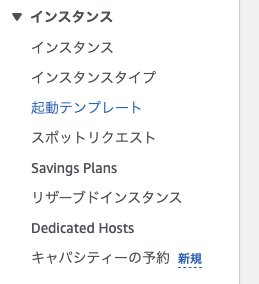 ▼ インスタンス
インスタンス
インスタンスタイプ
起動テンプレート
スポットリクエスト
Savings Plans
リザーブドインスタンス
Dedicated Hosts
キャパシティーの予約 新規